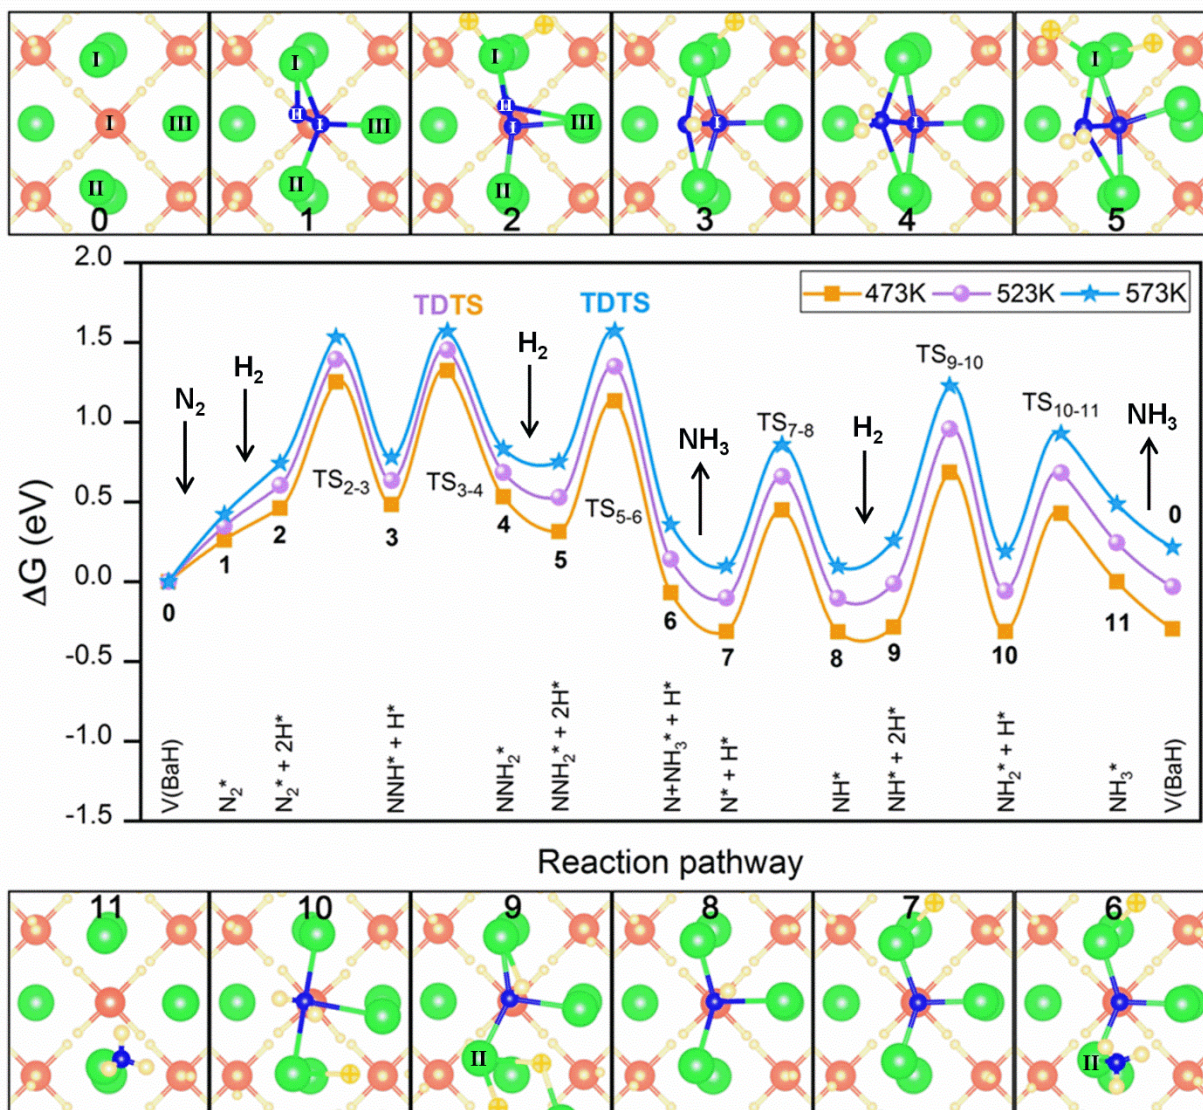 I
III
II
0
I
II
I
III
II
1
I
II
I
III
II
2
I
3
I
4
I
5
2.0
1.5
1.0
0.5
0.0
-0.5
-1.0
-1.5
ΔG (eV)
473K 523K 573K
TDTS
TDTS
N₂
H₂
H₂
NH₃
H₂
NH₃
TS₂₋₃
TS₃₋₄
TS₅₋₆
TS₇₋₈
TS₉₋₁₀
TS₁₀₋₁₁
0
1
2
3
4
5
6
7
8
9
10
11
0
V(BaH)
N₂*
N₂* + 2H*
NNH* + H*
NNH₂*
NNH₂* + 2H*
N+NH₃* + H*
N* + H*
NH*
NH* + 2H*
NH₂* + H*
NH₃*
V(BaH)
Reaction pathway
11
10
9
II
8
7
6
II